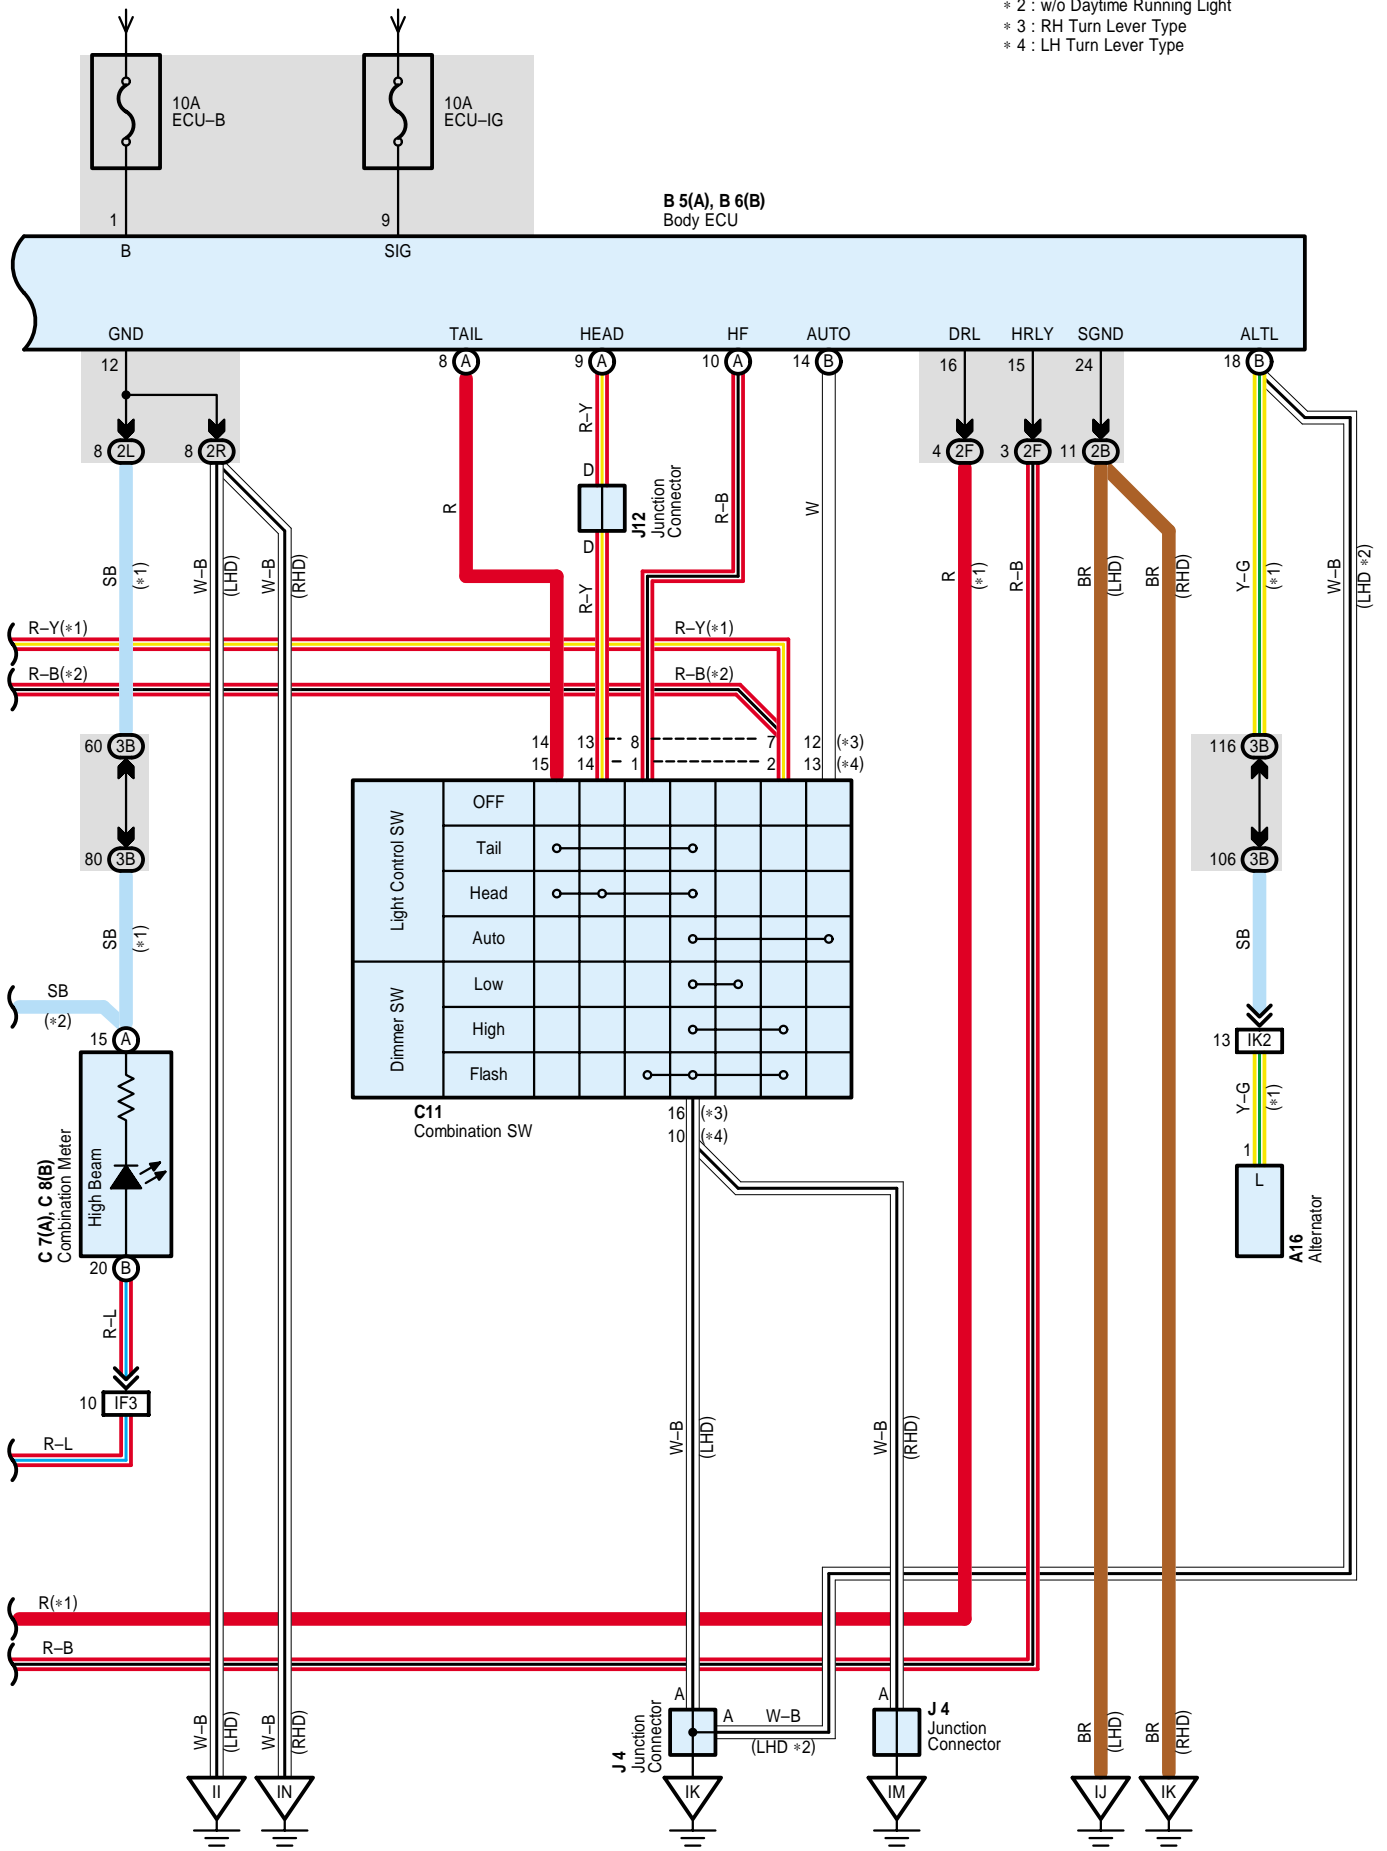 ∗ 2 : w/o Daytime Running Light
∗ 3 : RH Turn Lever Type
∗ 4 : LH Turn Lever Type
10A
ECU–B
10A
ECU–IG
B 5(A), B 6(B)
Body ECU
1
9
B
SIG
GND
TAIL
HEAD
HF
AUTO
DRL
HRLY
SGND
ALTL
12
8 A
9 A
10 A
14 B
16
15
24
18 B
8 2L
8 2R
4 2F
3 2F
11 2B
R
R–Y
D
J12
Junction
Connector
D
R–Y
R–B
W
SB
(∗1)
W–B
(LHD)
W–B
(RHD)
R
(∗1)
R–B
BR
(LHD)
BR
(RHD)
Y–G
(∗1)
W–B
(LHD ∗2)
R–Y(∗1)
R–Y(∗1)
R–B(∗2)
R–B(∗2)
60 3B
14 13 8 7 12 (∗3)
15 14 1 2 13 (∗4)
116 3B
80 3B
106 3B
Light Control SW
OFF
Tail
Head
Auto
Dimmer SW
Low
High
Flash
C11
Combination SW
16 (∗3)
10 (∗4)
SB
(∗1)
SB
(∗2)
15 A
C 7(A), C 8(B)
Combination Meter
High Beam
20 B
R–L
10 IF3
R–L
SB
13 IK2
Y–G
(∗1)
1
L
A16
Alternator
W–B
(LHD)
W–B
(RHD)
R(∗1)
R–B
W–B
(LHD)
W–B
(RHD)
A
J 4
Junction
Connector
A W–B
(LHD ∗2)
A
J 4
Junction
Connector
BR
(LHD)
BR
(RHD)
II
IN
IK
IM
IJ
IK